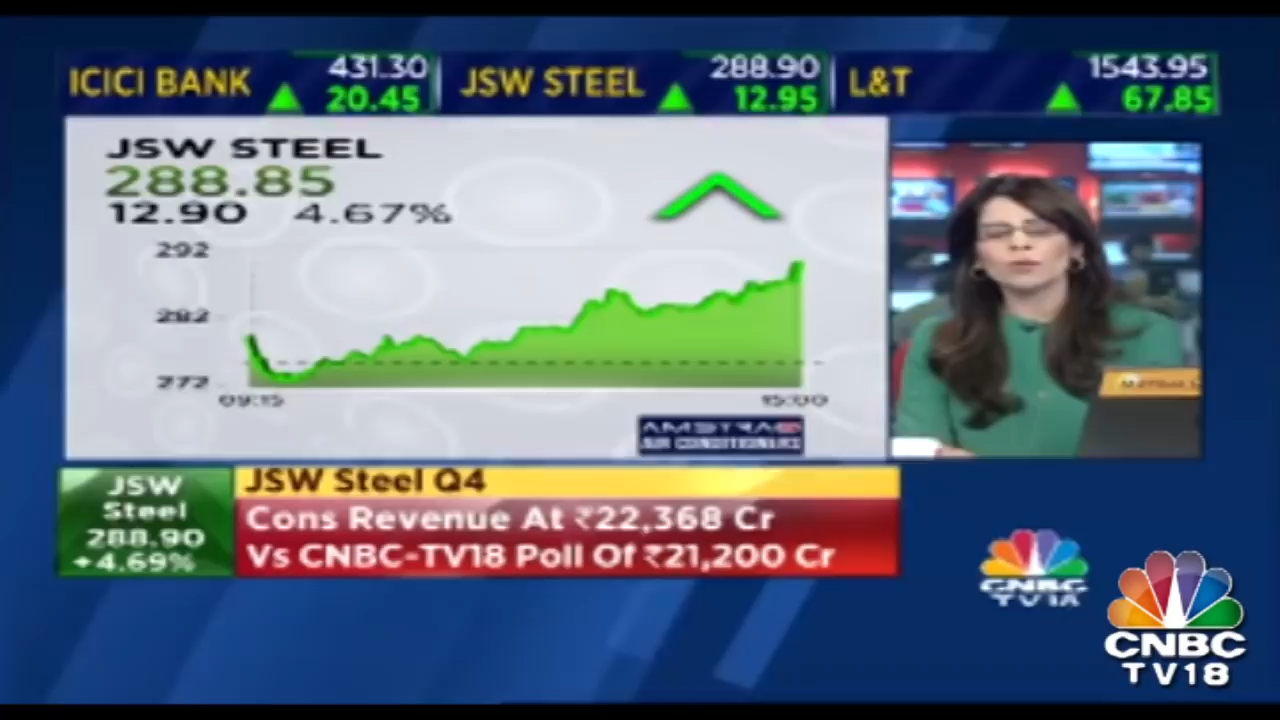 ICICI BANK 431.30 JSW STEEL 288.90 L&T 1543.95
▲ 20.45 ▲ 12.95 ▲ 67.85
JSW STEEL
288.85
12.90 4.67%
292
282
272
09:15 15:00
AMSTRAD
AIR CONDITIONERS
JSW
Steel
288.90
+4.69%
JSW Steel Q4
Cons Revenue At ₹22,368 Cr
Vs CNBC-TV18 Poll Of ₹21,200 Cr
CNBC
TV18
CNBC
TV18